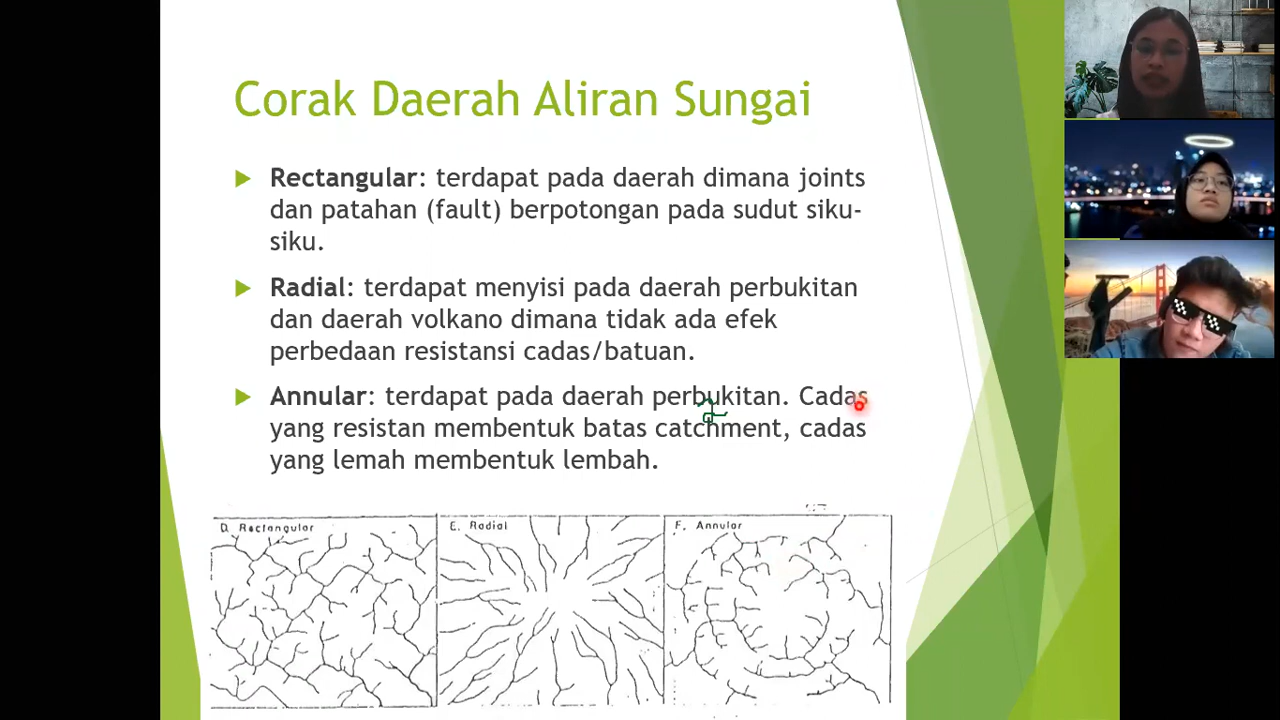 Corak Daerah Aliran Sungai
Rectangular: terdapat pada daerah dimana joints
dan patahan (fault) berpotongan pada sudut siku-
siku.
Radial: terdapat menyisi pada daerah perbukitan
dan daerah volkano dimana tidak ada efek
perbedaan resistansi cadas/batuan.
Annular: terdapat pada daerah perbukitan. Cadas
yang resistan membentuk batas catchment, cadas
yang lemah membentuk lembah.
D. Rectangular
E. Radial
F. Annular